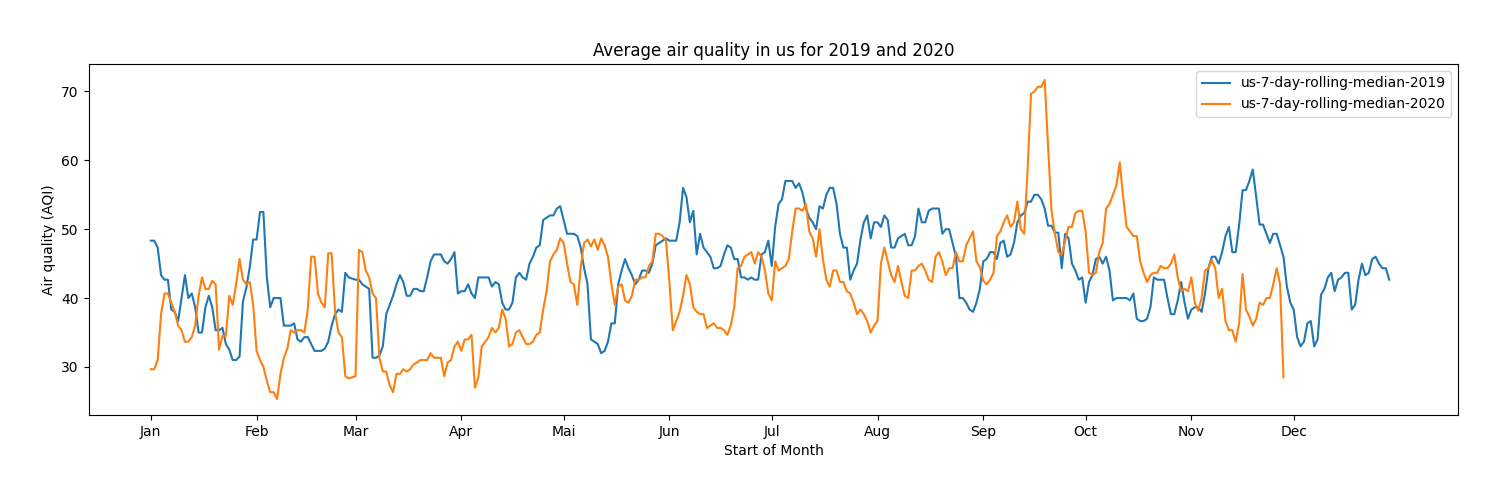 Average air quality in us for 2019 and 2020
us-7-day-rolling-median-2019
us-7-day-rolling-median-2020
Air quality (AQI)
70
60
50
40
30
Jan Feb Mar Apr Mai Jun Jul Aug Sep Oct Nov Dec
Start of Month